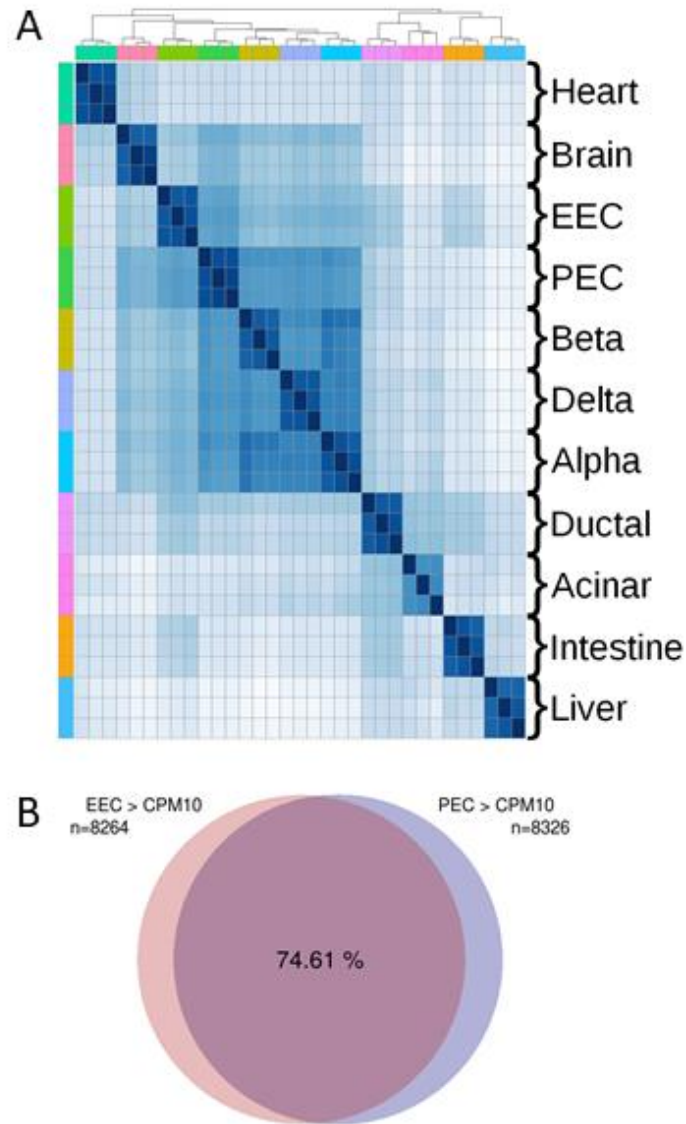 A
Heart
Brain
EEC
PEC
Beta
Delta
Alpha
Ductal
Acinar
Intestine
Liver
B
EEC > CPM10
n=8264
PEC > CPM10
n=8326
74.61 %